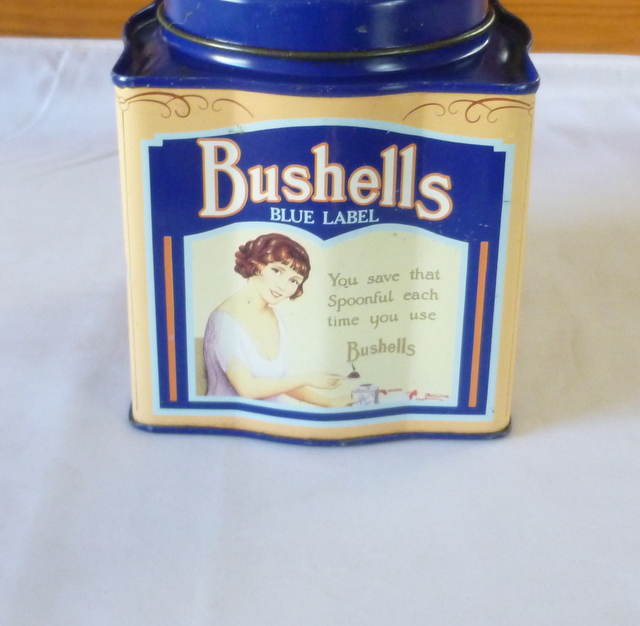 Bushells
BLUE LABEL
You save that
Spoonful each
time you use
Bushells